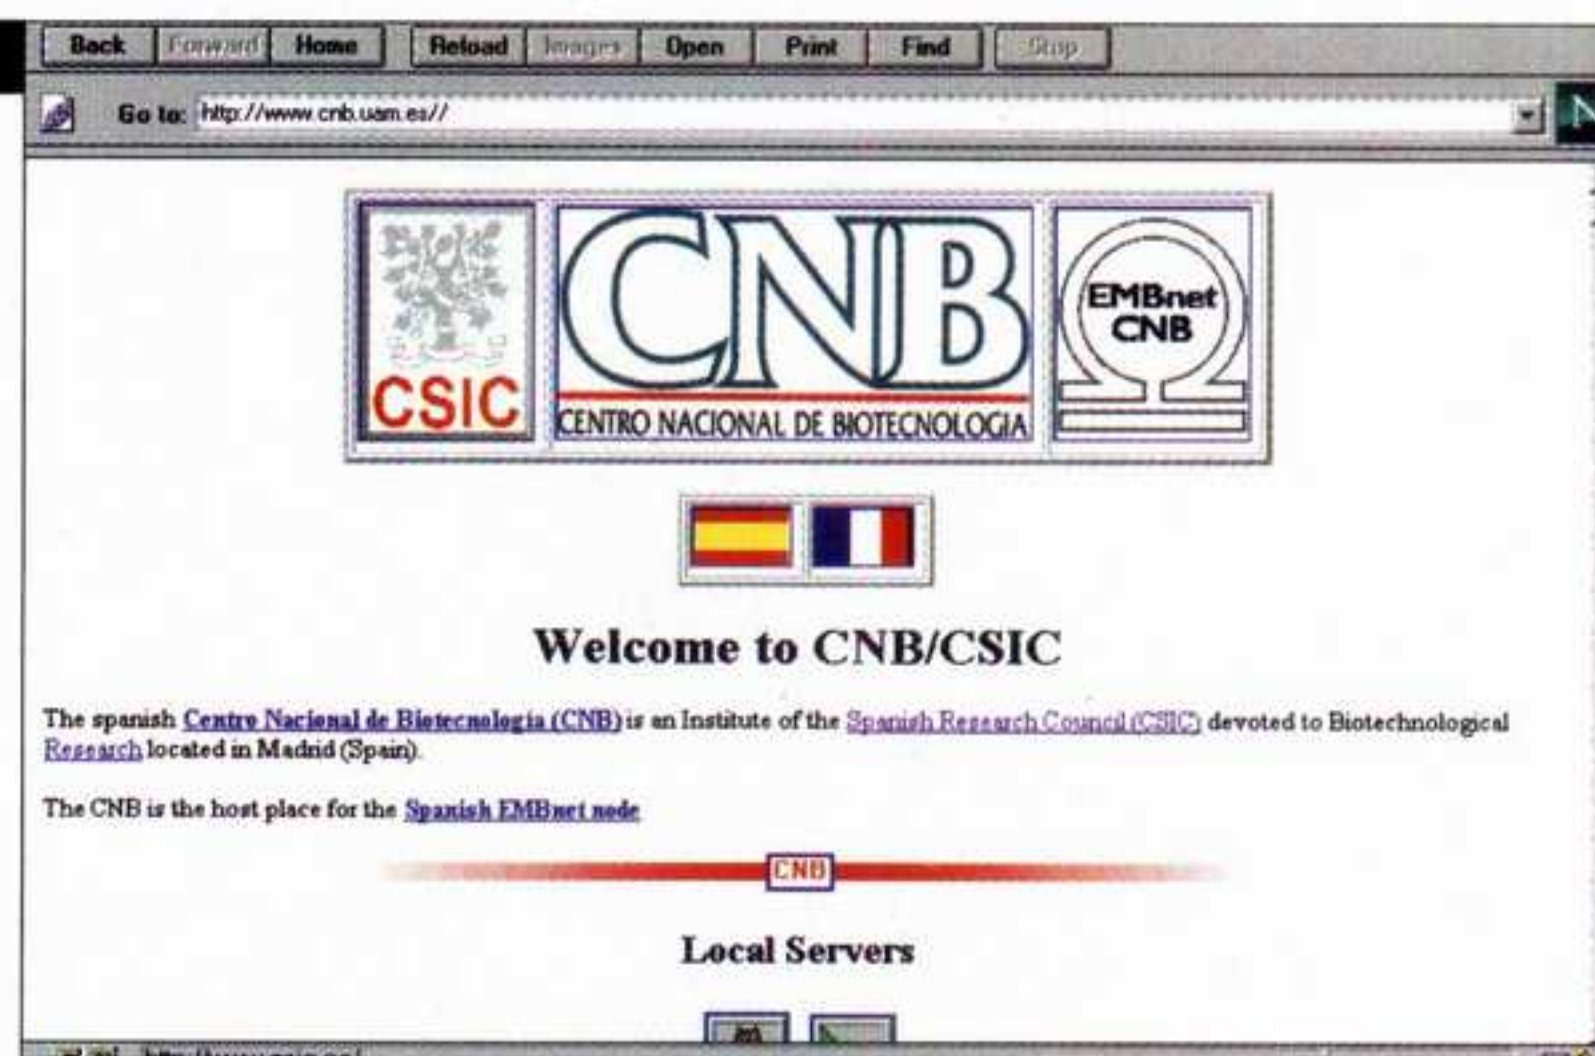 Back Forward Home Reload Images Open Print Find Stop
Go to: http://www.cnb.uam.es//
CSIC
CNB
CENTRO NACIONAL DE BIOTECNOLOGIA
EMBnet
CNB
Welcome to CNB/CSIC
The spanish Centro Nacional de Biotecnologia (CNB) is an Institute of the Spanish Research Council (CSIC) devoted to Biotechnological
Research located in Madrid (Spain).
The CNB is the host place for the Spanish EMBnet node
CNB
Local Servers